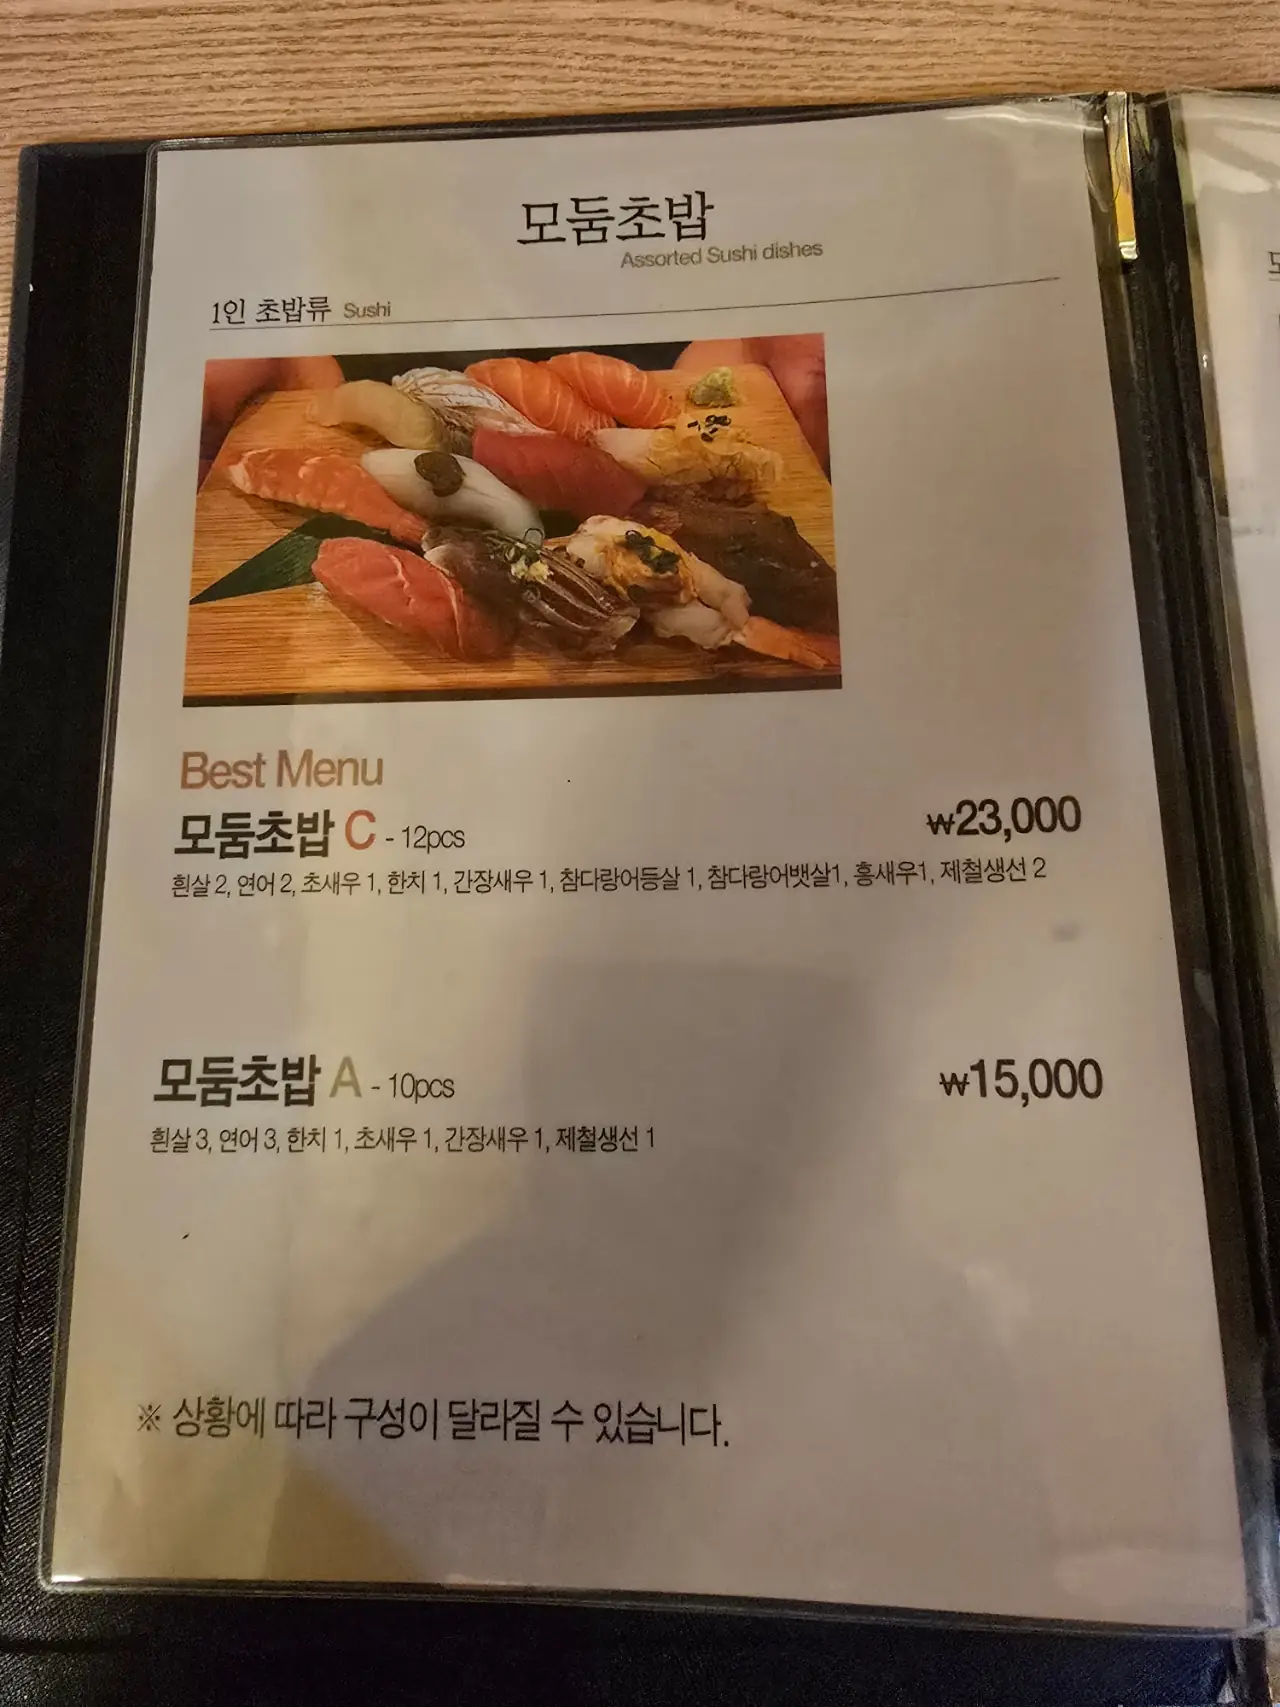 모둠초밥
Assorted Sushi dishes
1인 초밥류 Sushi
Best Menu
모둠초밥 C - 12pcs ₩23,000
흰살 2, 연어 2, 초새우 1, 한치 1, 간장새우 1, 참다랑어등살 1, 참다랑어뱃살1, 홍새우1, 제철생선 2
모둠초밥 A - 10pcs ₩15,000
흰살 3, 연어 3, 한치 1, 초새우 1, 간장새우 1, 제철생선 1
※ 상황에 따라 구성이 달라질 수 있습니다.